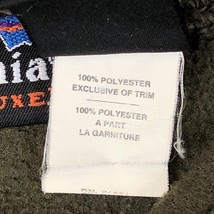 100% POLYESTER
EXCLUSIVE OF TRIM
100% POLYESTER
A PART
LA GARNITURE